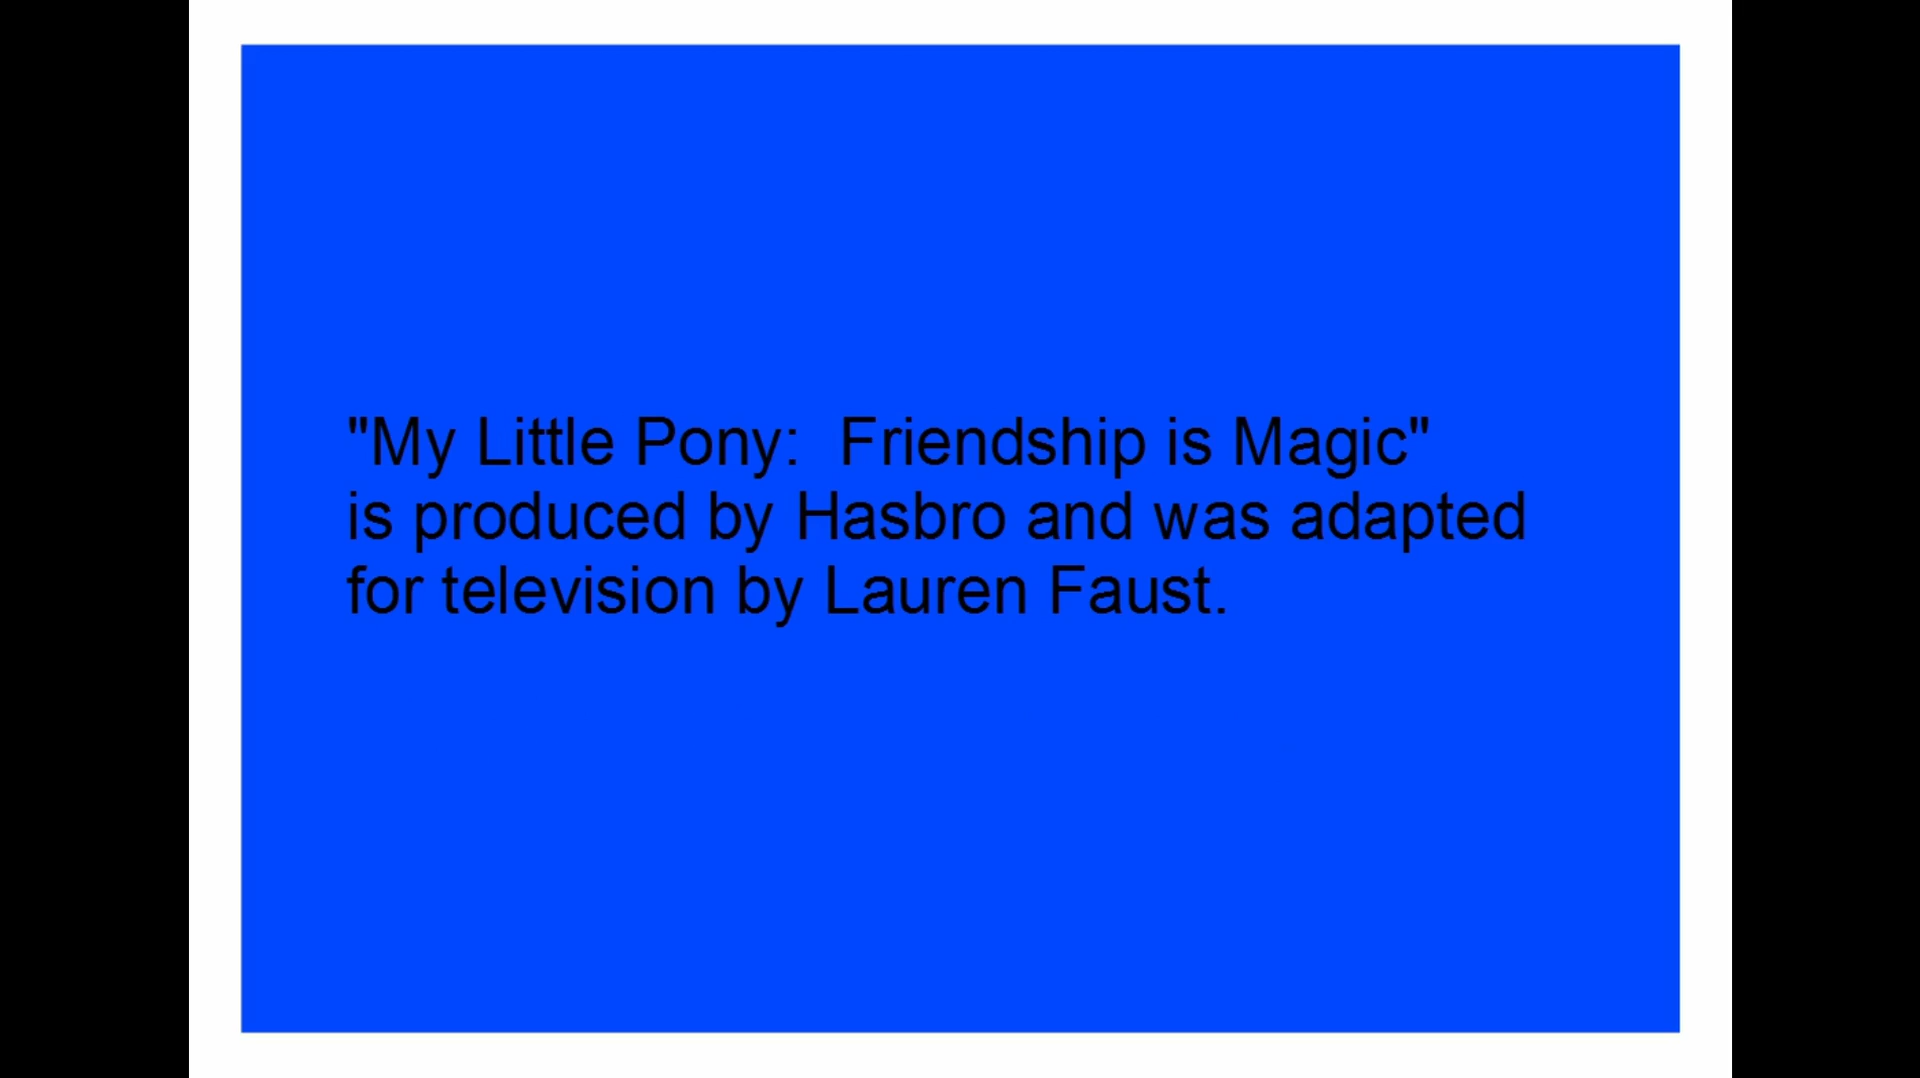 "My Little Pony:  Friendship is Magic"
is produced by Hasbro and was adapted
for television by Lauren Faust.